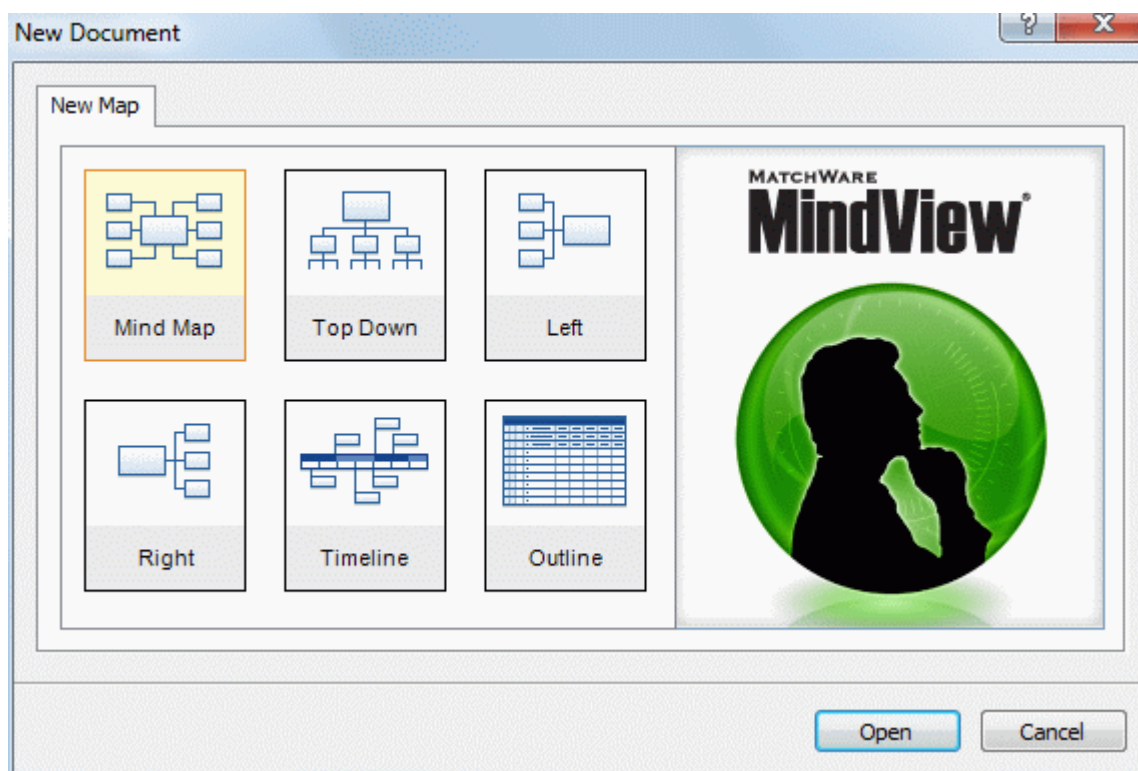 New Document
New Map
Mind Map
Top Down
Left
Right
Timeline
Outline
MATCHWARE
MindView®
Open
Cancel